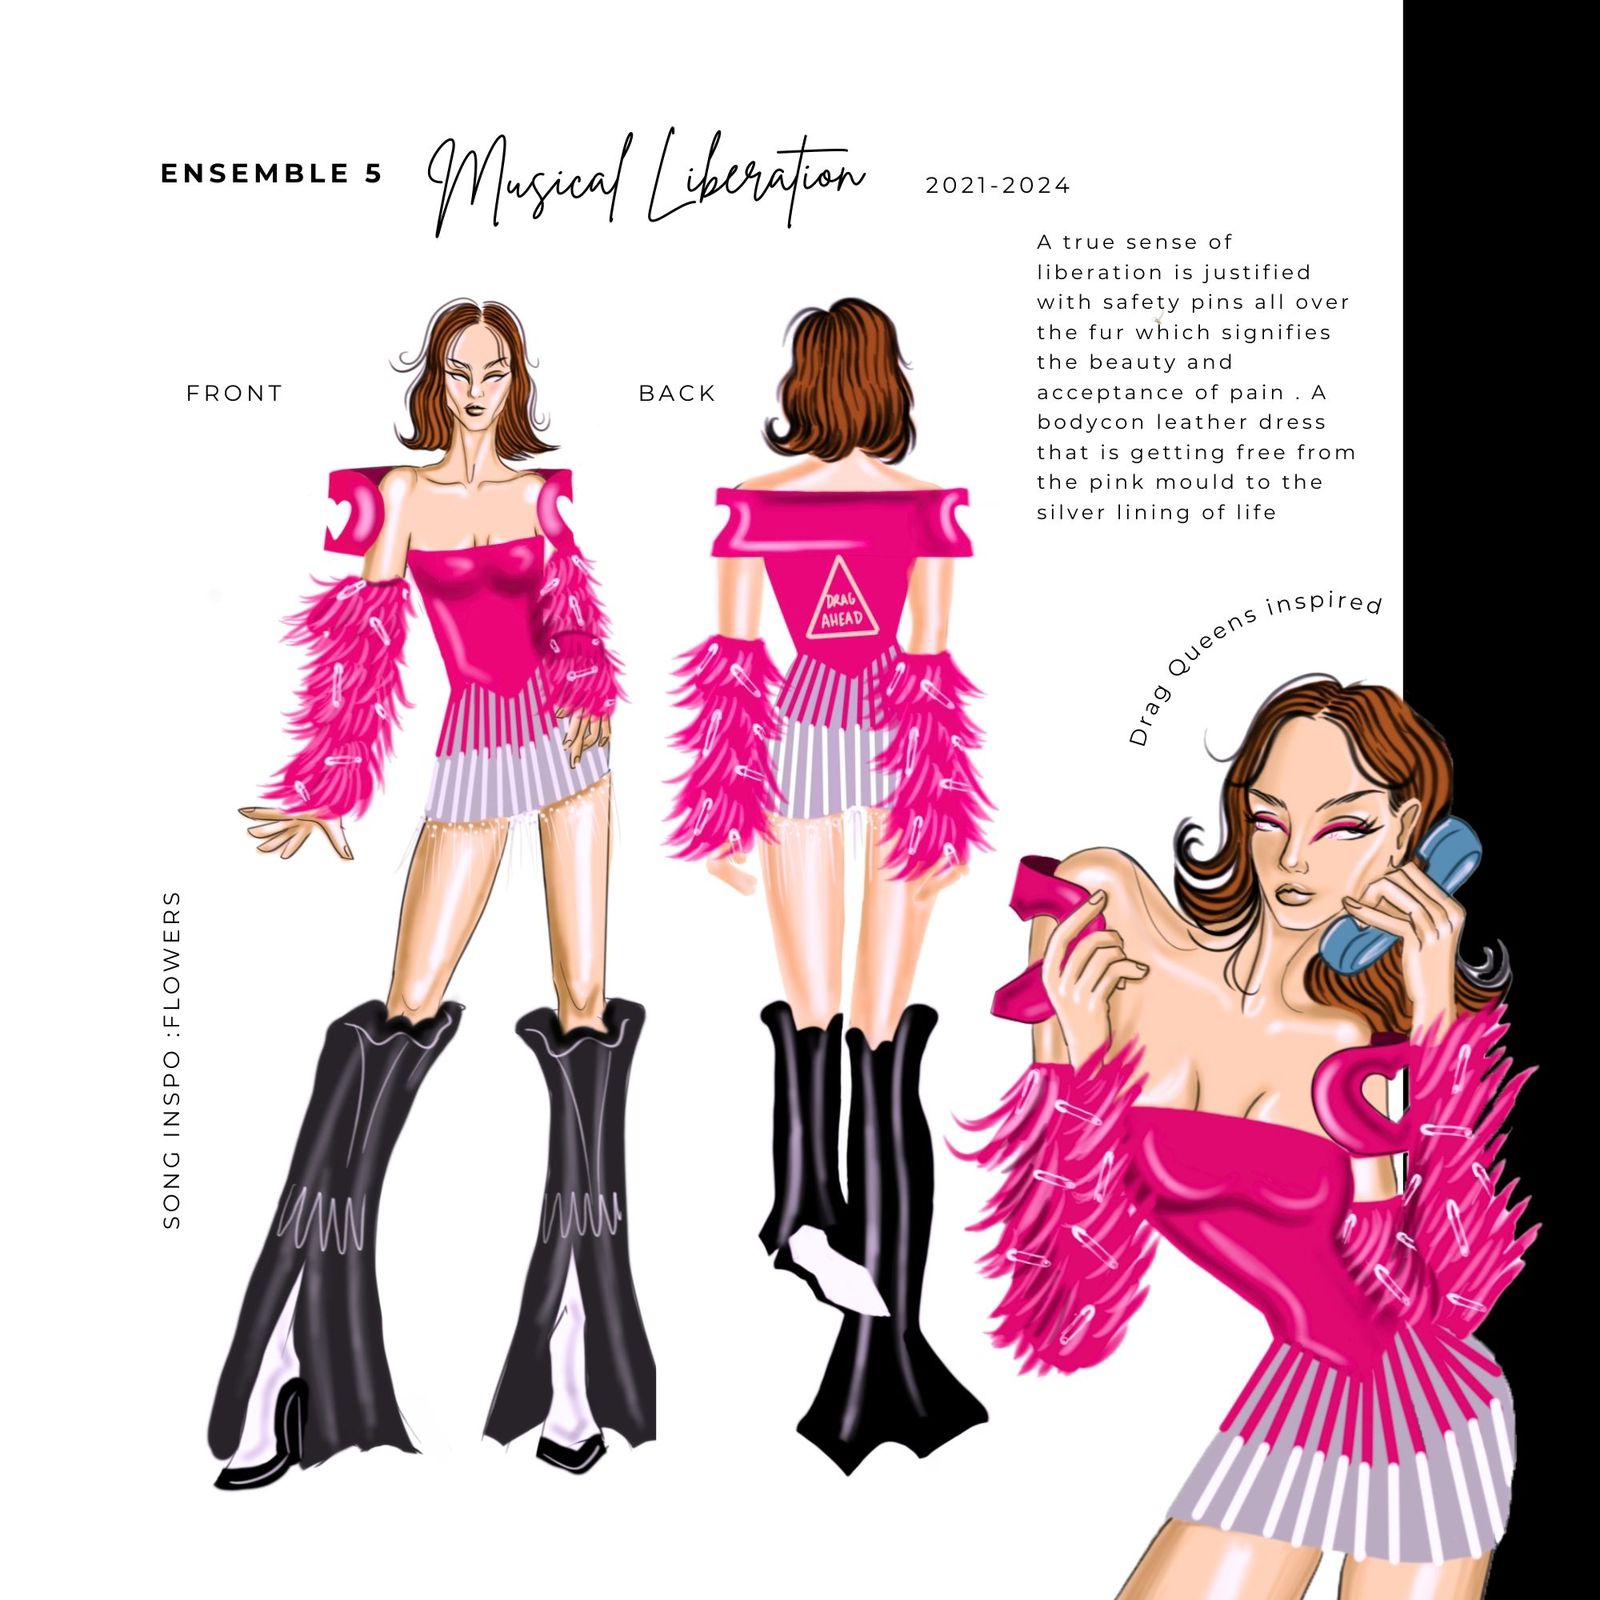 ENSEMBLE 5
Musical Liberation
2021-2024
A true sense of
liberation is justified
with safety pins all over
the fur which signifies
the beauty and
acceptance of pain . A
bodycon leather dress
that is getting free from
the pink mould to the
silver lining of life
FRONT
BACK
DRAG
AHEAD
Drag Queens inspired
SONG INSPO :FLOWERS